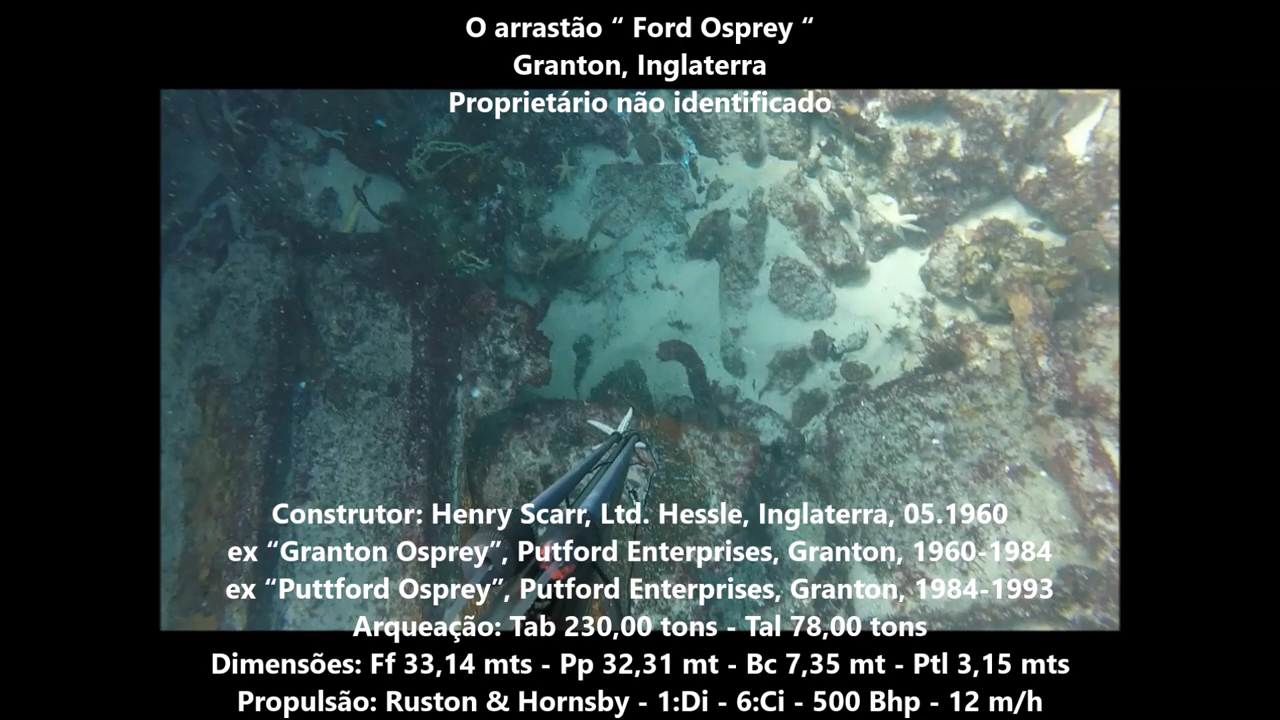 O arrastão “ Ford Osprey “
Granton, Inglaterra
Proprietário não identificado
Construtor: Henry Scarr, Ltd. Hessle, Inglaterra, 05.1960
ex “Granton Osprey”, Putford Enterprises, Granton, 1960-1984
ex “Puttford Osprey”, Putford Enterprises, Granton, 1984-1993
Arqueação: Tab 230,00 tons - Tal 78,00 tons
Dimensões: Ff 33,14 mts - Pp 32,31 mt - Bc 7,35 mt - Ptl 3,15 mts
Propulsão: Ruston & Hornsby - 1:Di - 6:Ci - 500 Bhp - 12 m/h